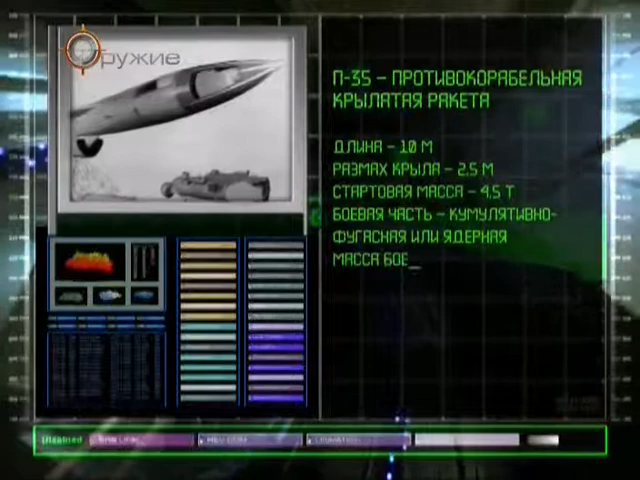 Оружие
П-35 – ПРОТИВОКОРАБЕЛЬНАЯ
КРЫЛАТАЯ РАКЕТА
ДЛИНА – 10 М
РАЗМАХ КРЫЛА – 2,5 М
СТАРТОВАЯ МАССА – 4,5 Т
БОЕВАЯ ЧАСТЬ – КУМУЛЯТИВНО-
ФУГАСНАЯ ИЛИ ЯДЕРНАЯ
МАССА БОЕ_
Disabled